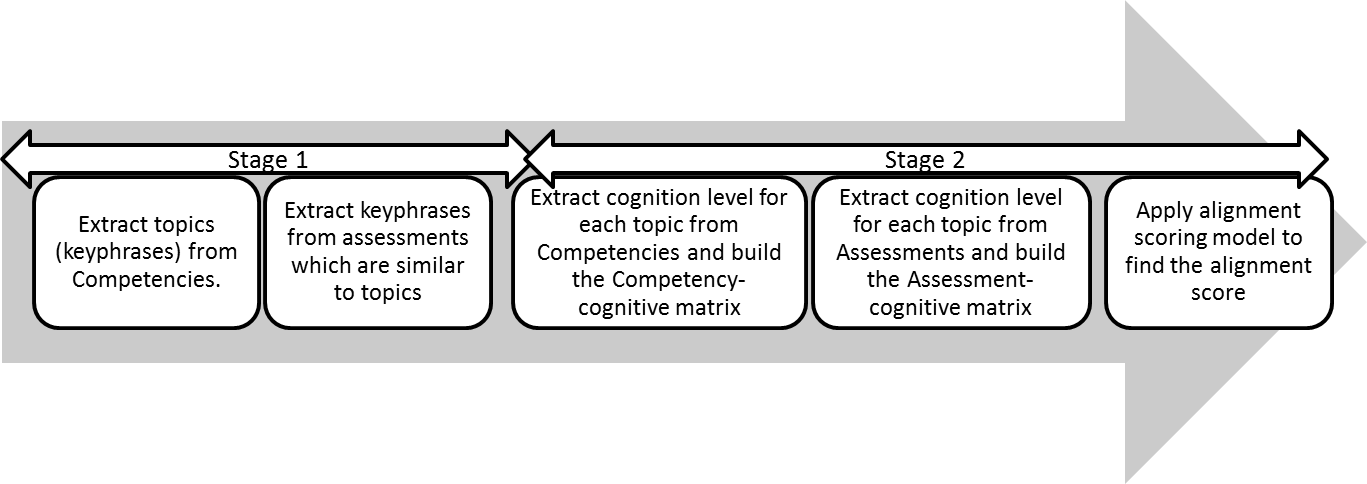 Stage 1
Stage 2
Extract topics
(keyphrases) from
Competencies.
Extract keyphrases
from assessments
which are similar
to topics
Extract cognition level for
each topic from
Competencies and build
the Competency-
cognitive matrix
Extract cognition level
for each topic from
Assessments and build
the Assessment-
cognitive matrix
Apply alignment
scoring model to
find the alignment
score